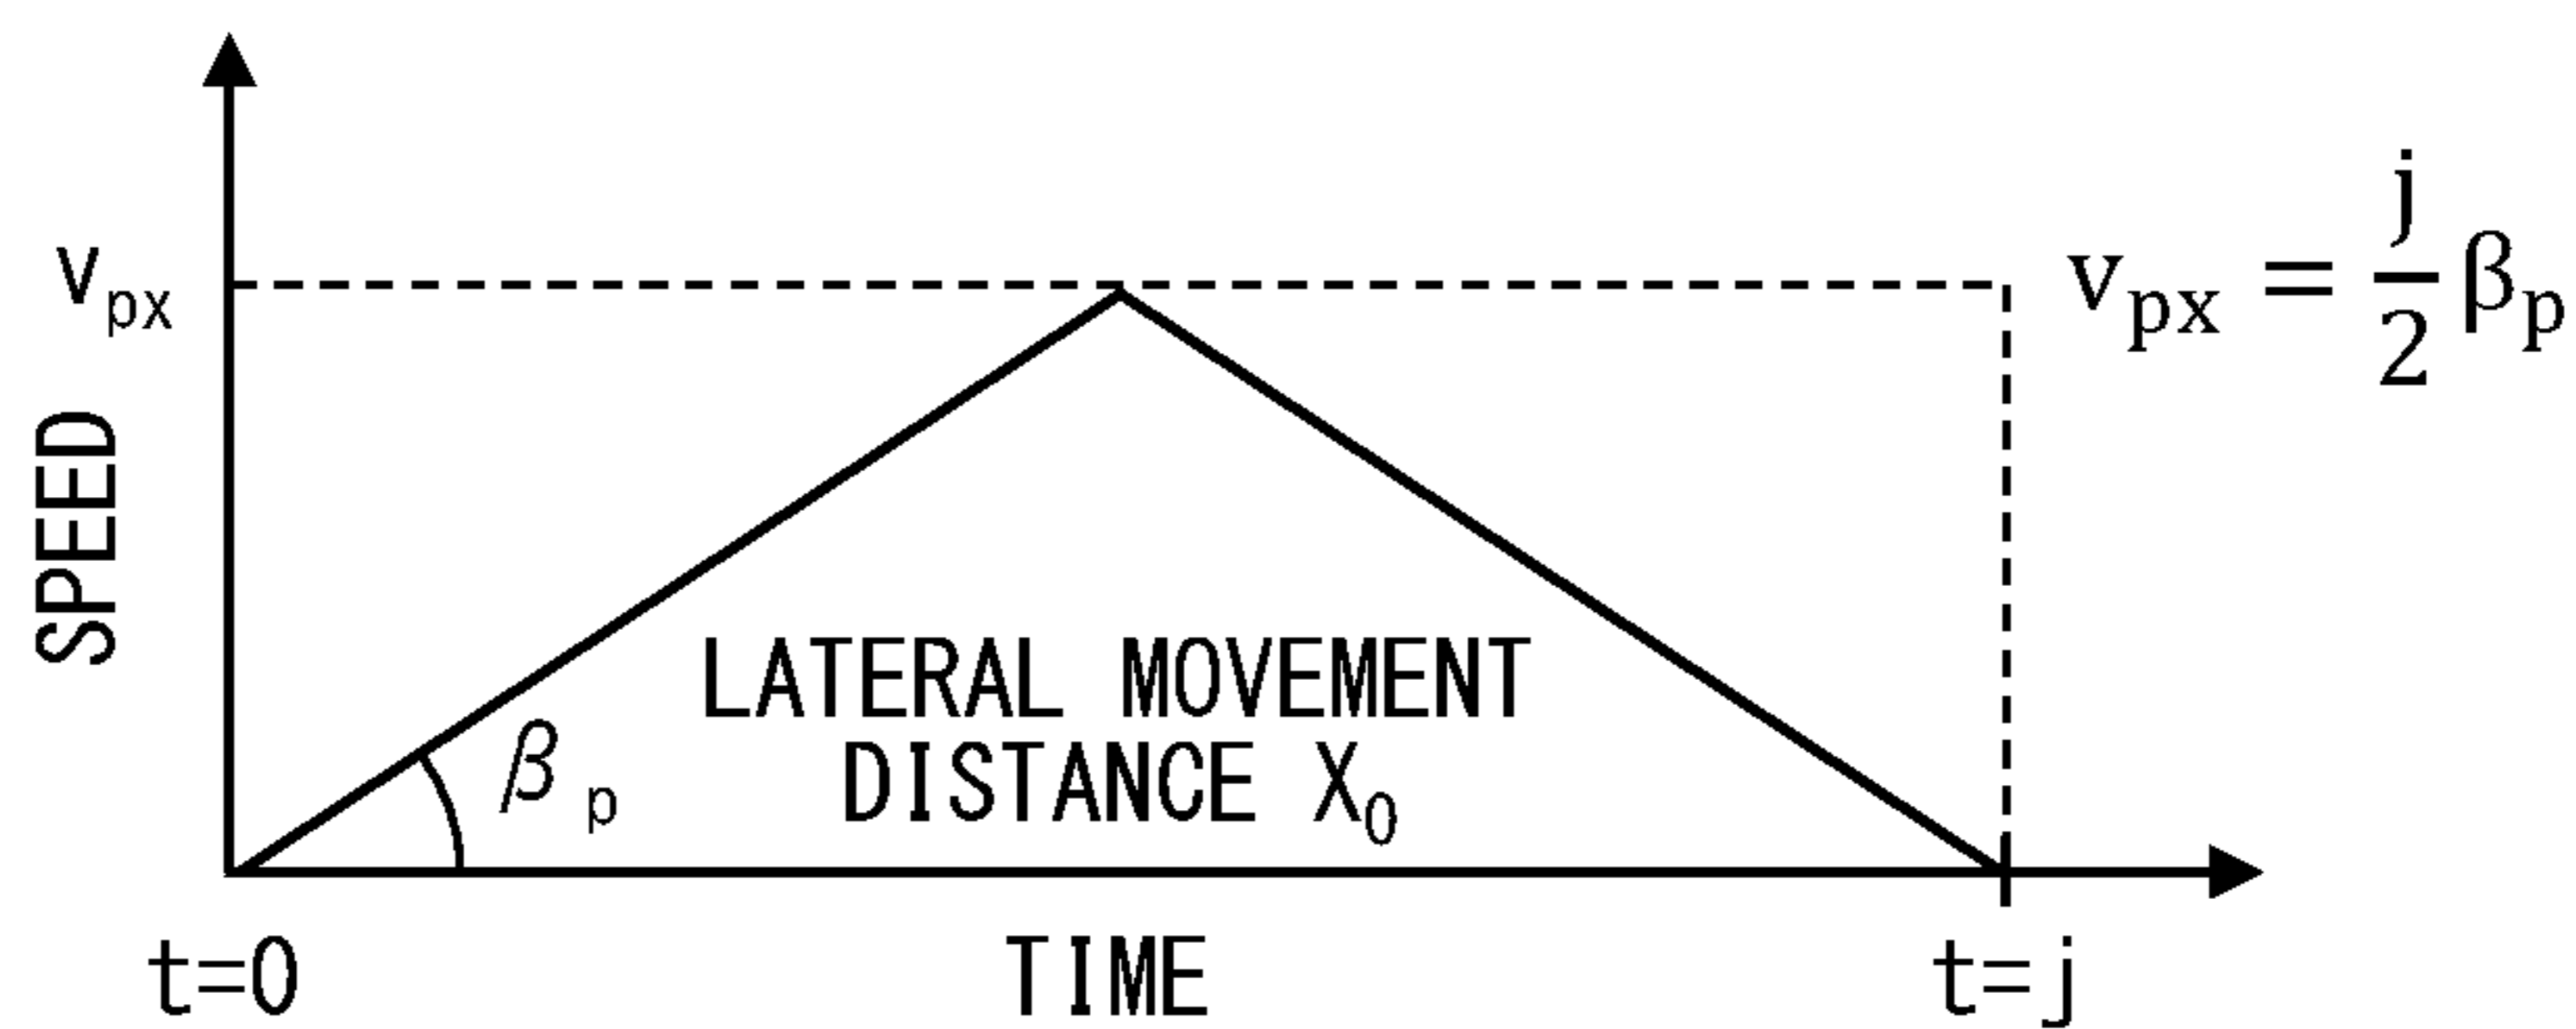 v_px
v_px = j/2 β_p
SPEED
LATERAL MOVEMENT
DISTANCE X_0
β_p
t=0
TIME
t=j